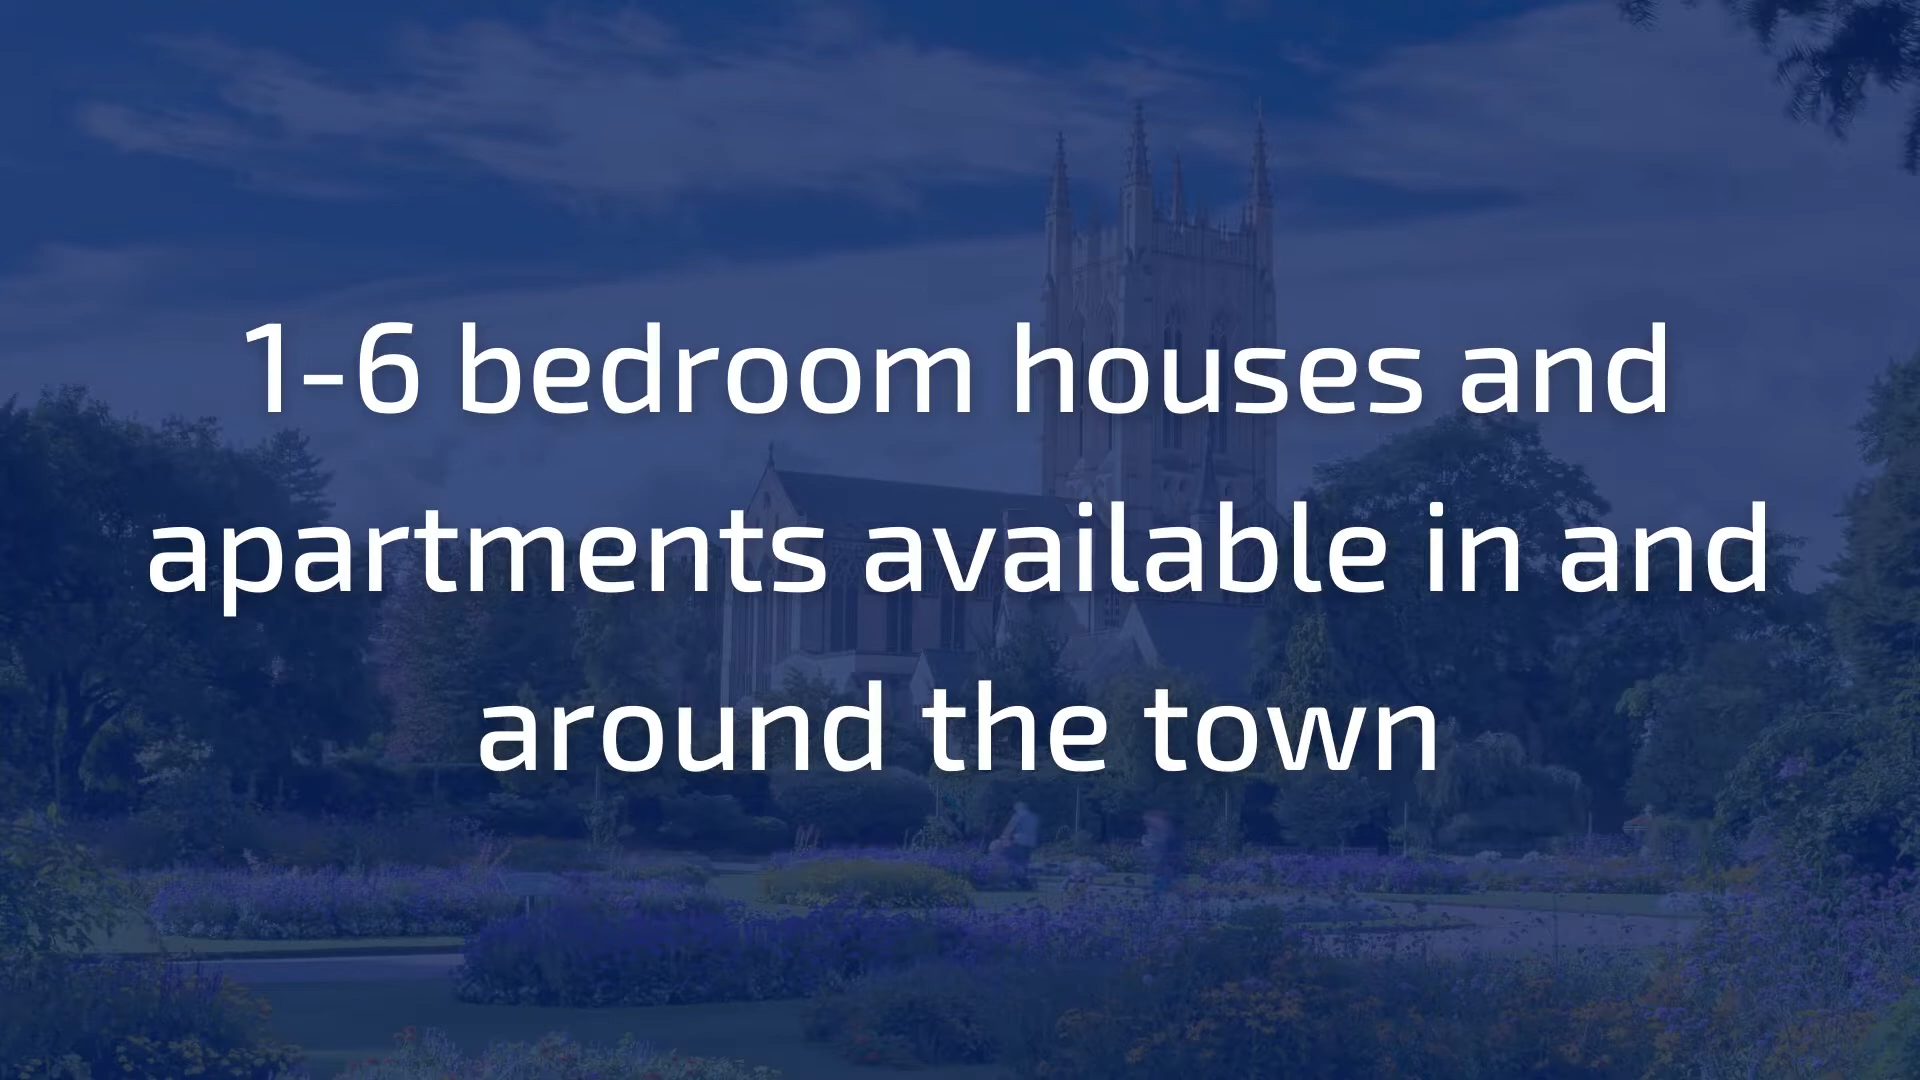 1-6 bedroom houses and
apartments available in and
around the town